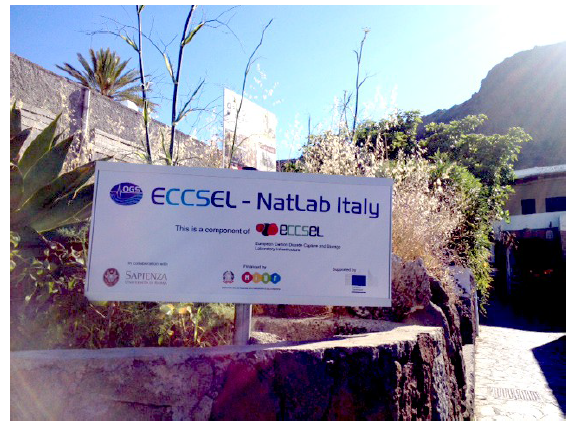 OGS
ECCSEL - NatLab Italy
This is a component of eccsel
European Carbon Dioxide Capture and Storage
Laboratory Infrastructure
In collaboration with
SAPIENZA
UNIVERSITÀ DI ROMA
Financed by
MIUR
Supported by